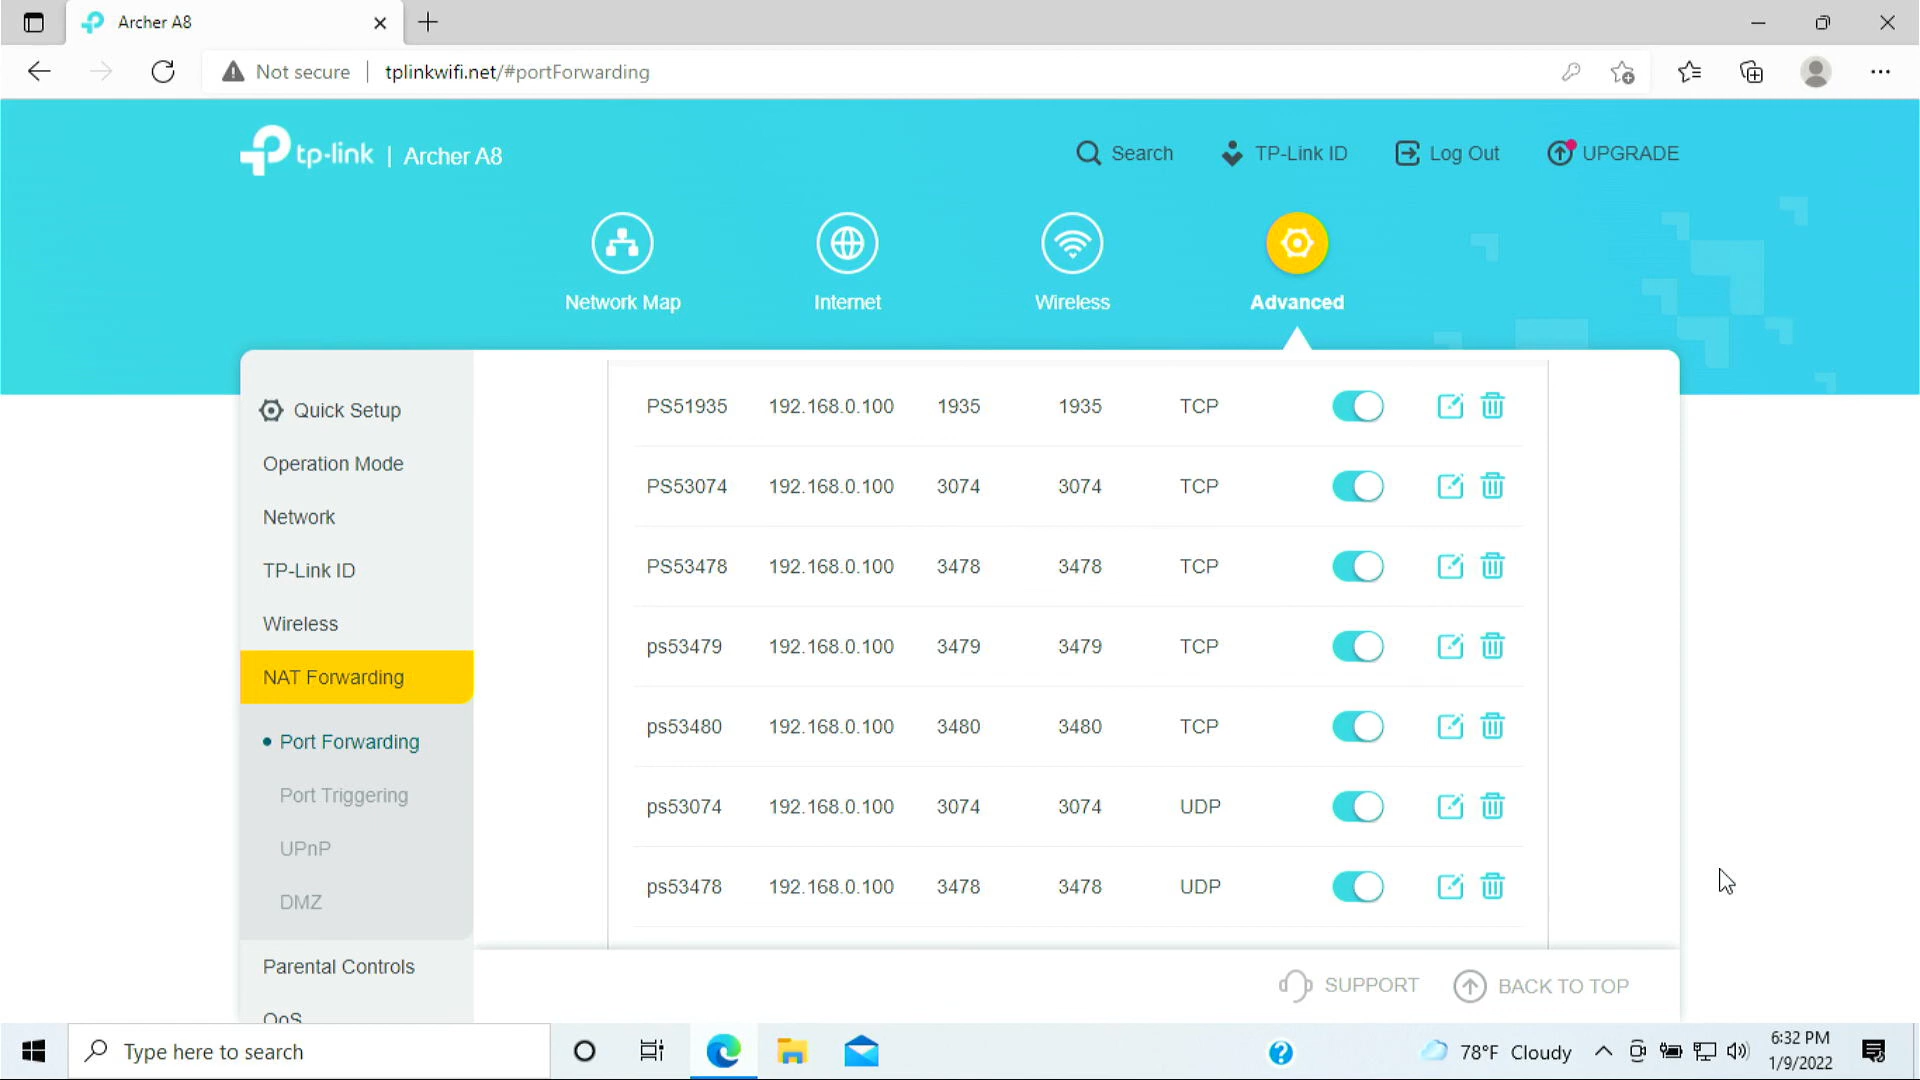 Archer A8
Not secure
tplinkwifi.net/#portForwarding
tp-link | Archer A8
Search
TP-Link ID
Log Out
UPGRADE
Network Map
Internet
Wireless
Advanced
Quick Setup
Operation Mode
Network
TP-Link ID
Wireless
NAT Forwarding
Port Forwarding
Port Triggering
UPnP
DMZ
Parental Controls
QoS
PS51935 192.168.0.100 1935 1935 TCP
PS53074 192.168.0.100 3074 3074 TCP
PS53478 192.168.0.100 3478 3478 TCP
ps53479 192.168.0.100 3479 3479 TCP
ps53480 192.168.0.100 3480 3480 TCP
ps53074 192.168.0.100 3074 3074 UDP
ps53478 192.168.0.100 3478 3478 UDP
SUPPORT
BACK TO TOP
Type here to search
78°F Cloudy
6:32 PM
1/9/2022